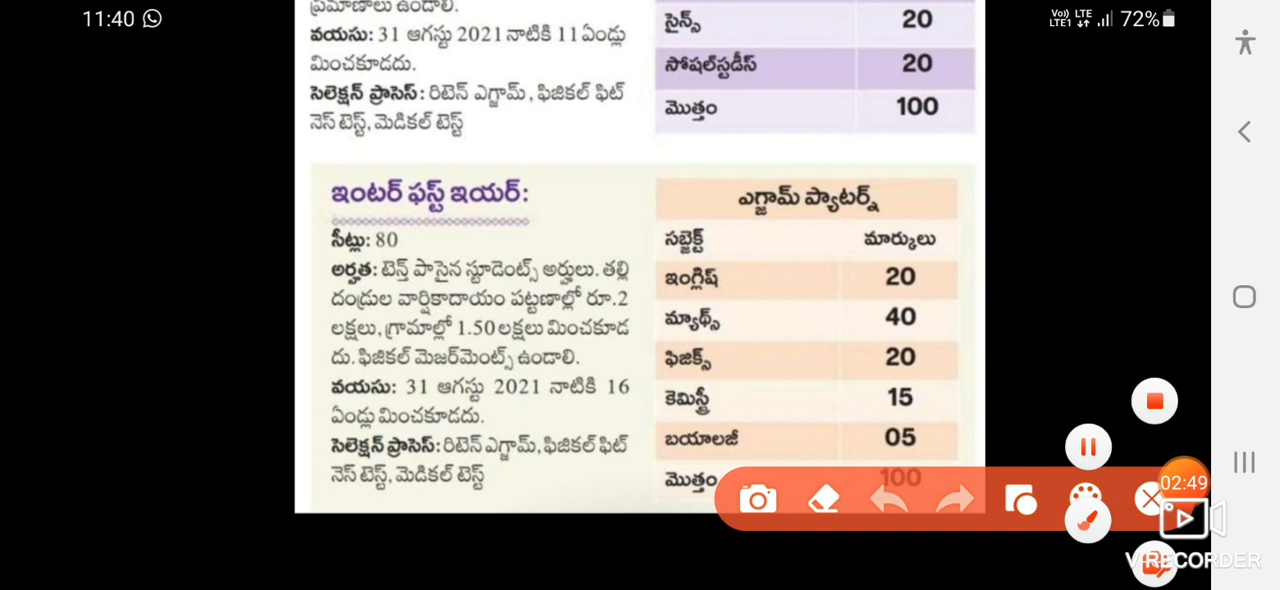 11:40
Vo)) LTE
LTE1
72%
ప్రమాణాలు ఉండాలి.
వయసు: 31 ఆగస్టు 2021 నాటికి 11 ఏండ్లు
మించకూడదు.
సెలెక్షన్ ప్రాసెస్: రిటెన్ ఎగ్జామ్, ఫిజికల్ ఫిట్
నెస్ టెస్ట్, మెడికల్ టెస్ట్
సైన్స్ 20
సోషల్‌స్టడీస్ 20
మొత్తం 100
ఇంటర్ ఫస్ట్ ఇయర్:
సీట్లు: 80
అర్హత: టెన్త్ పాసైన స్టూడెంట్స్ అర్హులు. తల్లి
దండ్రుల వార్షికాదాయం పట్టణాల్లో రూ.2
లక్షలు, గ్రామాల్లో 1.50 లక్షలు మించకూడ
దు. ఫిజికల్ మెజర్‌మెంట్స్ ఉండాలి.
వయసు: 31 ఆగస్టు 2021 నాటికి 16
ఏండ్లు మించకూడదు.
సెలెక్షన్ ప్రాసెస్: రిటెన్ ఎగ్జామ్, ఫిజికల్ ఫిట్
నెస్ టెస్ట్, మెడికల్ టెస్ట్
ఎగ్జామ్ ప్యాటర్న్
సబ్జెక్ట్ మార్కులు
ఇంగ్లిష్ 20
మ్యాథ్స్ 40
ఫిజిక్స్ 20
కెమిస్ట్రీ 15
బయాలజీ 05
మొత్తం 100
02:49
V-RECORDER